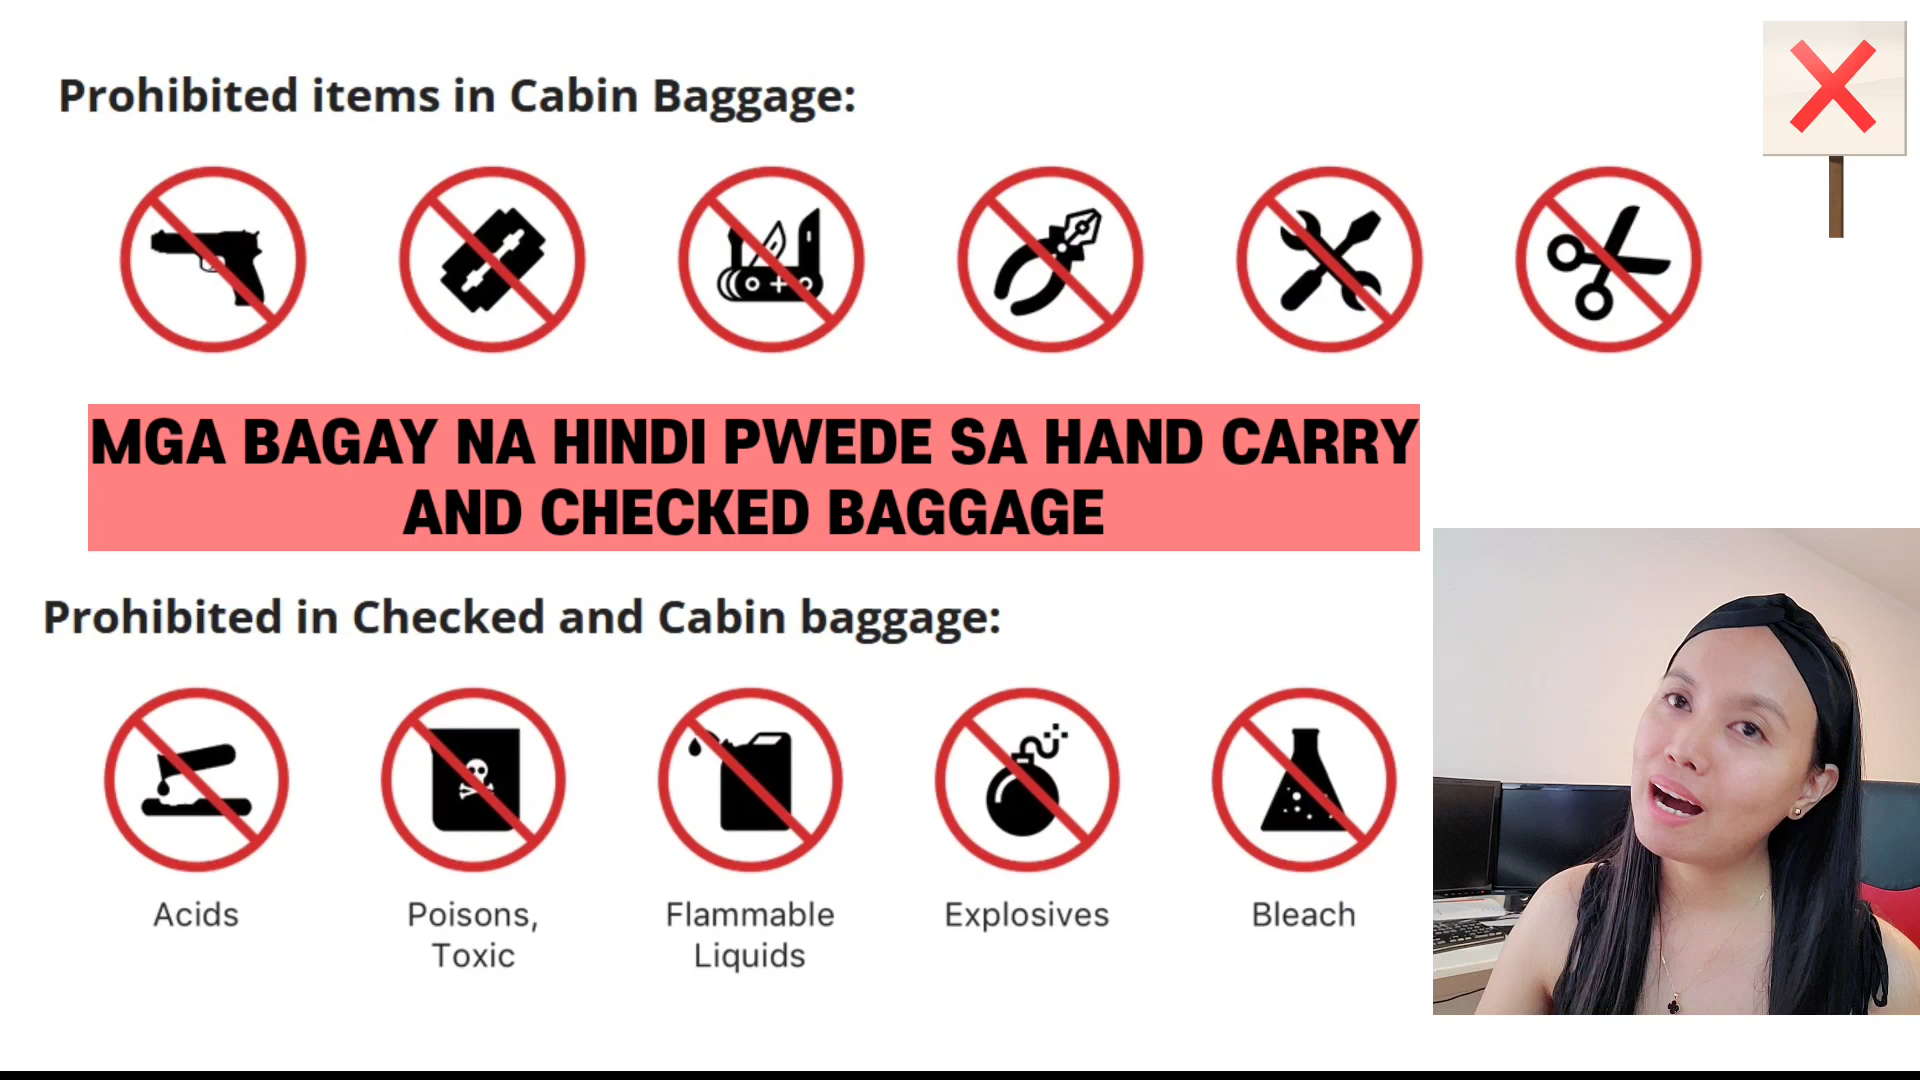 Prohibited items in Cabin Baggage:
MGA BAGAY NA HINDI PWEDE SA HAND CARRY
AND CHECKED BAGGAGE
Prohibited in Checked and Cabin baggage:
Acids
Poisons,
Toxic
Flammable
Liquids
Explosives
Bleach